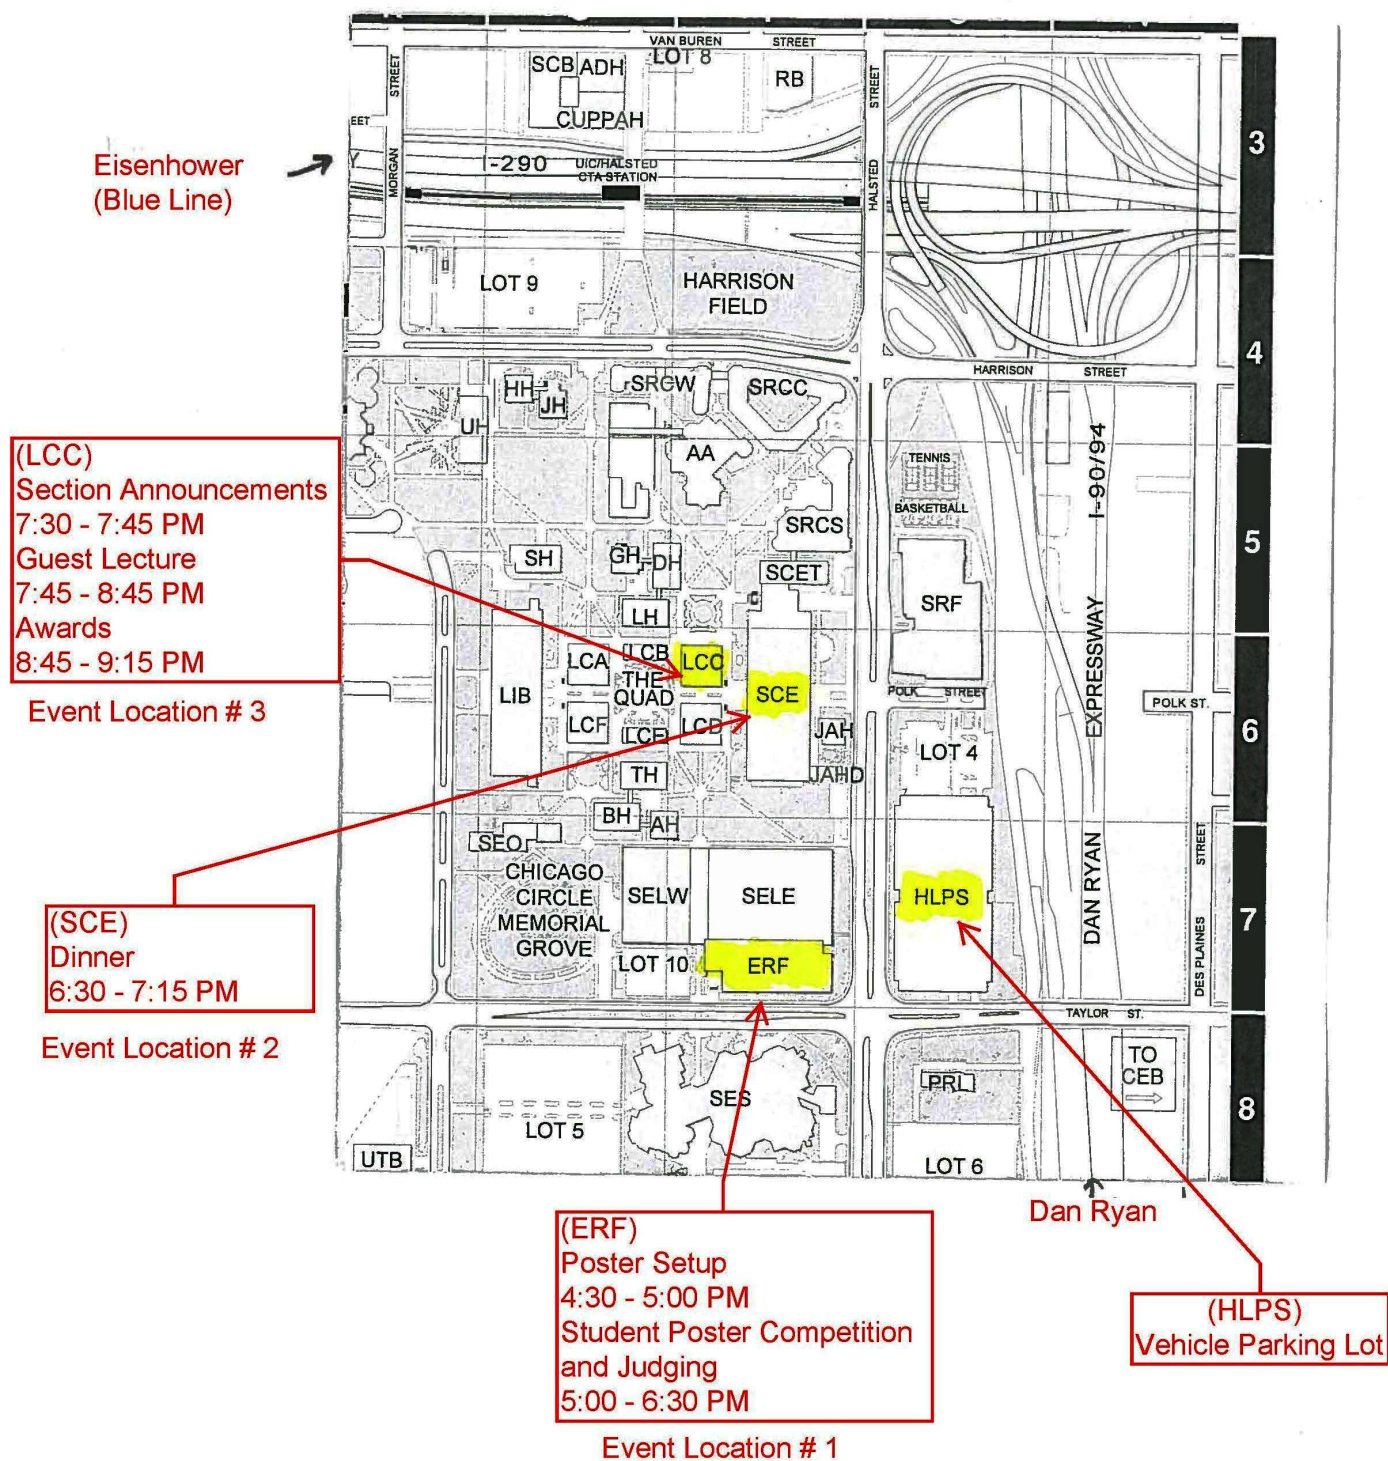 VAN BUREN STREET
LOT 8
SCB ADH
RB
CUPPAH
STREET
MORGAN
EET
Y
I-290
UIC/HALSTED
CTA STATION
STREET
HALSTED
3
Eisenhower
(Blue Line)
LOT 9
HARRISON
FIELD
4
HARRISON STREET
HH
JH
UH
SRCW
SRCC
AA
I-90/94
TENNIS
BASKETBALL
SRCS
5
SH
GH
DH
SCET
SRF
LH
(LCC)
Section Announcements
7:30 - 7:45 PM
Guest Lecture
7:45 - 8:45 PM
Awards
8:45 - 9:15 PM
Event Location # 3
LIB
LCA
LCB
LCC
THE
QUAD
SCE
LCF
LCE
LCD
JAH
JAHD
POLK STREET
POLK ST.
EXPRESSWAY
6
LOT 4
TH
BH
AH
SEO
CHICAGO
CIRCLE
MEMORIAL
GROVE
SELW
SELE
HLPS
DAN RYAN
STREET
DES PLAINES
7
LOT 10
ERF
TAYLOR ST.
(SCE)
Dinner
6:30 - 7:15 PM
Event Location # 2
TO
CEB
PRL
SES
8
LOT 5
UTB
LOT 6
Dan Ryan
(ERF)
Poster Setup
4:30 - 5:00 PM
Student Poster Competition
and Judging
5:00 - 6:30 PM
Event Location # 1
(HLPS)
Vehicle Parking Lot